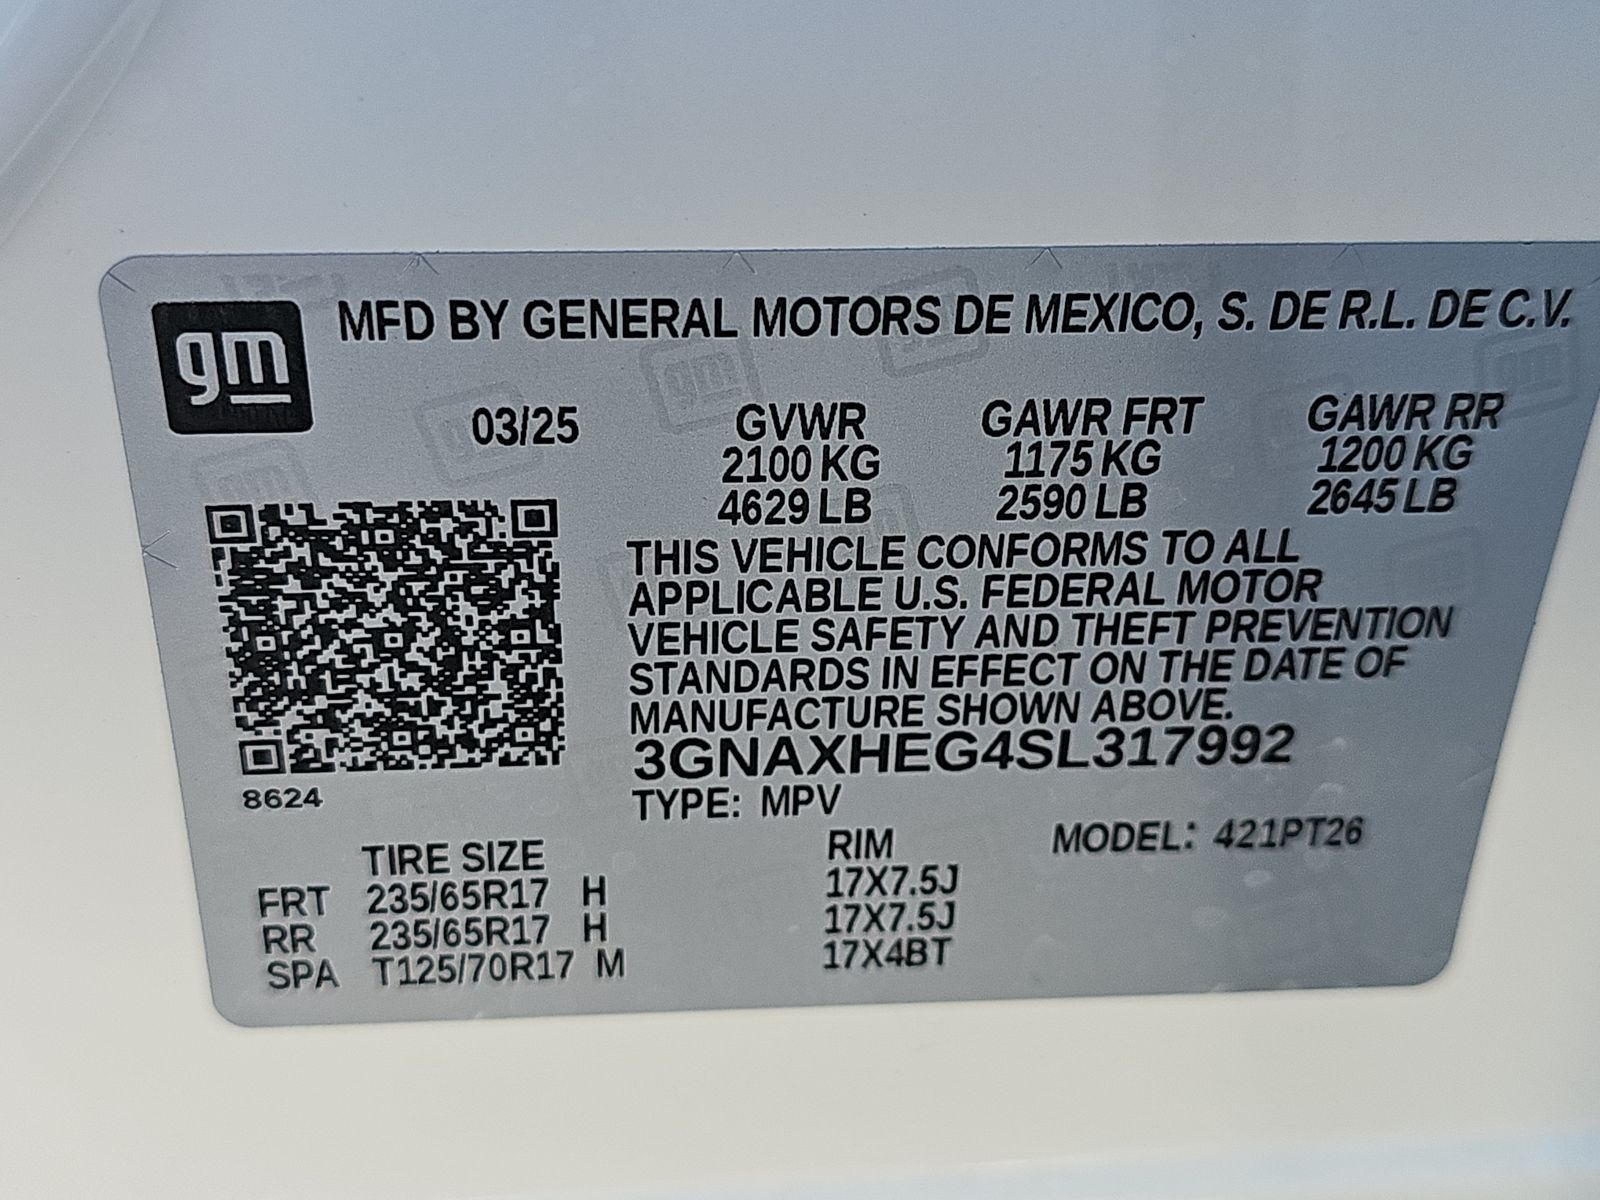 gm MFD BY GENERAL MOTORS DE MEXICO, S. DE R.L. DE C.V.
03/25 GVWR GAWR FRT GAWR RR
2100 KG 1175 KG 1200 KG
4629 LB 2590 LB 2645 LB
THIS VEHICLE CONFORMS TO ALL
APPLICABLE U.S. FEDERAL MOTOR
VEHICLE SAFETY AND THEFT PREVENTION
STANDARDS IN EFFECT ON THE DATE OF
MANUFACTURE SHOWN ABOVE.
3GNAXHEG4SL317992
8624
TYPE: MPV
MODEL: 421PT26
TIRE SIZE RIM
FRT 235/65R17 H 17X7.5J
RR 235/65R17 H 17X7.5J
SPA T125/70R17 M 17X4BT